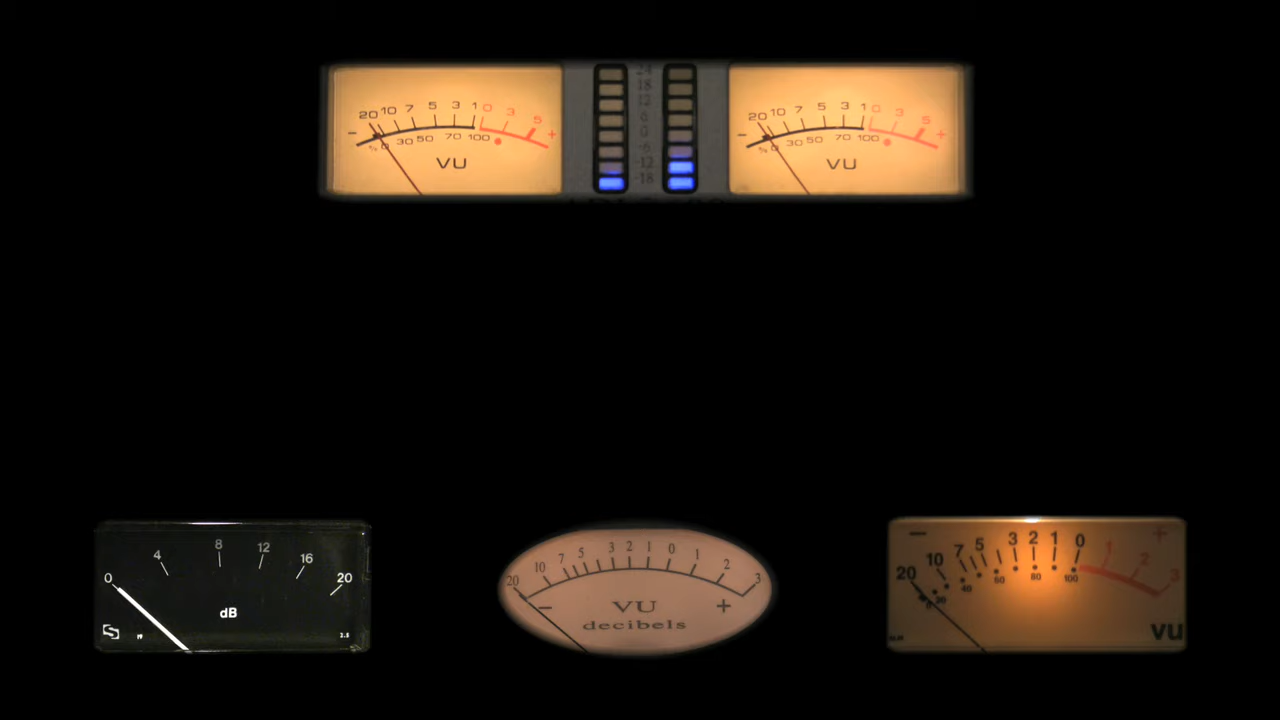 20 10 7 5 3 1 0 3 5
- +
% 0 30 50 70 100
VU
24
18
12
6
0
-6
-12
-18
20 10 7 5 3 1 0 3 5
- +
% 0 30 50 70 100
VU
0 4 8 12 16 20
dB
20 10 7 5 3 2 1 0 1 2 3
- +
VU
decibels
- +
20 10 7 5 3 2 1 0 1 2 3
40 60 80 100
VU